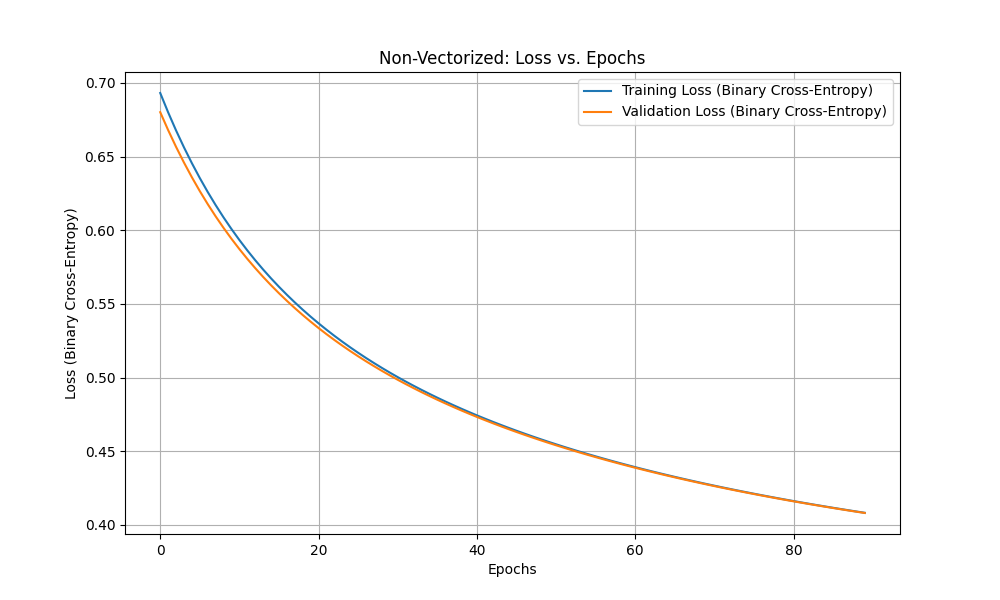 Non-Vectorized: Loss vs. Epochs
Training Loss (Binary Cross-Entropy)
Validation Loss (Binary Cross-Entropy)
Loss (Binary Cross-Entropy)
0.70
0.65
0.60
0.55
0.50
0.45
0.40
0 20 40 60 80
Epochs